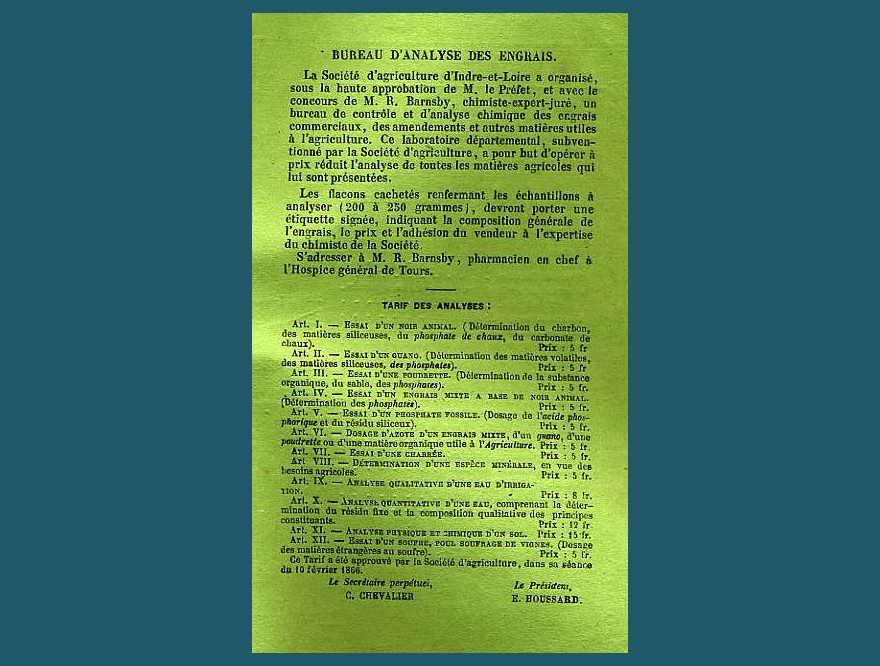 BUREAU D'ANALYSE DES ENGRAIS.
La Société d'agriculture d'Indre-et-Loire a organisé,
sous la haute approbation de M. le Préfet, et avec le
concours de M. R. Barnsby, chimiste-expert-juré, un
bureau de contrôle et d'analyse chimique des engrais
commerciaux, des amendements et autres matières utiles
à l'agriculture. Ce laboratoire départemental, subven-
tionné par la Société d'agriculture, a pour but d'opérer à
prix réduit l'analyse de toutes les matières agricoles qui
lui sont présentées.
Les flacons cachetés renfermant les échantillons à
analyser (200 à 250 grammes), devront porter une
étiquette signée, indiquant la composition générale de
l'engrais, le prix et l'adhésion du vendeur à l'expertise
du chimiste de la Société.
S'adresser à M. R. Barnsby, pharmacien en chef à
l'Hospice général de Tours.
TARIF DES ANALYSES :
Art. I. — ESSAI D'UN NOIR ANIMAL. (Détermination du charbon,
des matières siliceuses, du phosphate de chaux, du carbonate de
chaux). Prix : 5 fr
Art. II. — ESSAI D'UN GUANO. (Détermination des matières volatiles,
des matières siliceuses, des phosphates). Prix : 5 fr
Art. III. — ESSAI D'UNE POUDRETTE. (Détermination de la substance
organique, du sable, des phosphates). Prix : 5 fr.
Art. IV. — ESSAI D'UN ENGRAIS MIXTE A BASE DE NOIR ANIMAL.
(Détermination des phosphates). Prix : 5 fr.
Art. V. — ESSAI D'UN PHOSPHATE FOSSILE. (Dosage de l'acide phos-
phorique et du résidu siliceux). Prix : 5 fr.
Art. VI. — DOSAGE D'AZOTE D'UN ENGRAIS MIXTE, d'un guano, d'une
poudrette ou d'une matière organique utile à l'Agriculture. Prix : 5 fr.
Art. VII. — ESSAI D'UNE CHARRÉE. Prix : 5 fr.
Art. VIII. — DÉTERMINATION D'UNE ESPÈCE MINÉRALE, en vue des
besoins agricoles. Prix : 5 fr.
Art. IX. — ANALYSE QUALITATIVE D'UNE EAU D'IRRIGA-
TION. Prix : 8 fr.
Art. X. — ANALYSE QUANTITATIVE D'UNE EAU, comprenant la déter-
mination du résidu fixe et la composition qualitative des principes
constituants. Prix : 12 fr
Art. XI. — ANALYSE PHYSIQUE ET CHIMIQUE D'UN SOL. Prix : 15 fr.
Art. XII. — ESSAI D'UN SOUFRE, POUR SOUFRAGE DE VIGNES. (Dosage
des matières étrangères au soufre). Prix : 5 fr.
Ce Tarif a été approuvé par la Société d'agriculture, dans sa séance
du 10 février 1866.
Le Secrétaire perpétuel, Le Président,
C. CHEVALIER E. HOUSSARD.